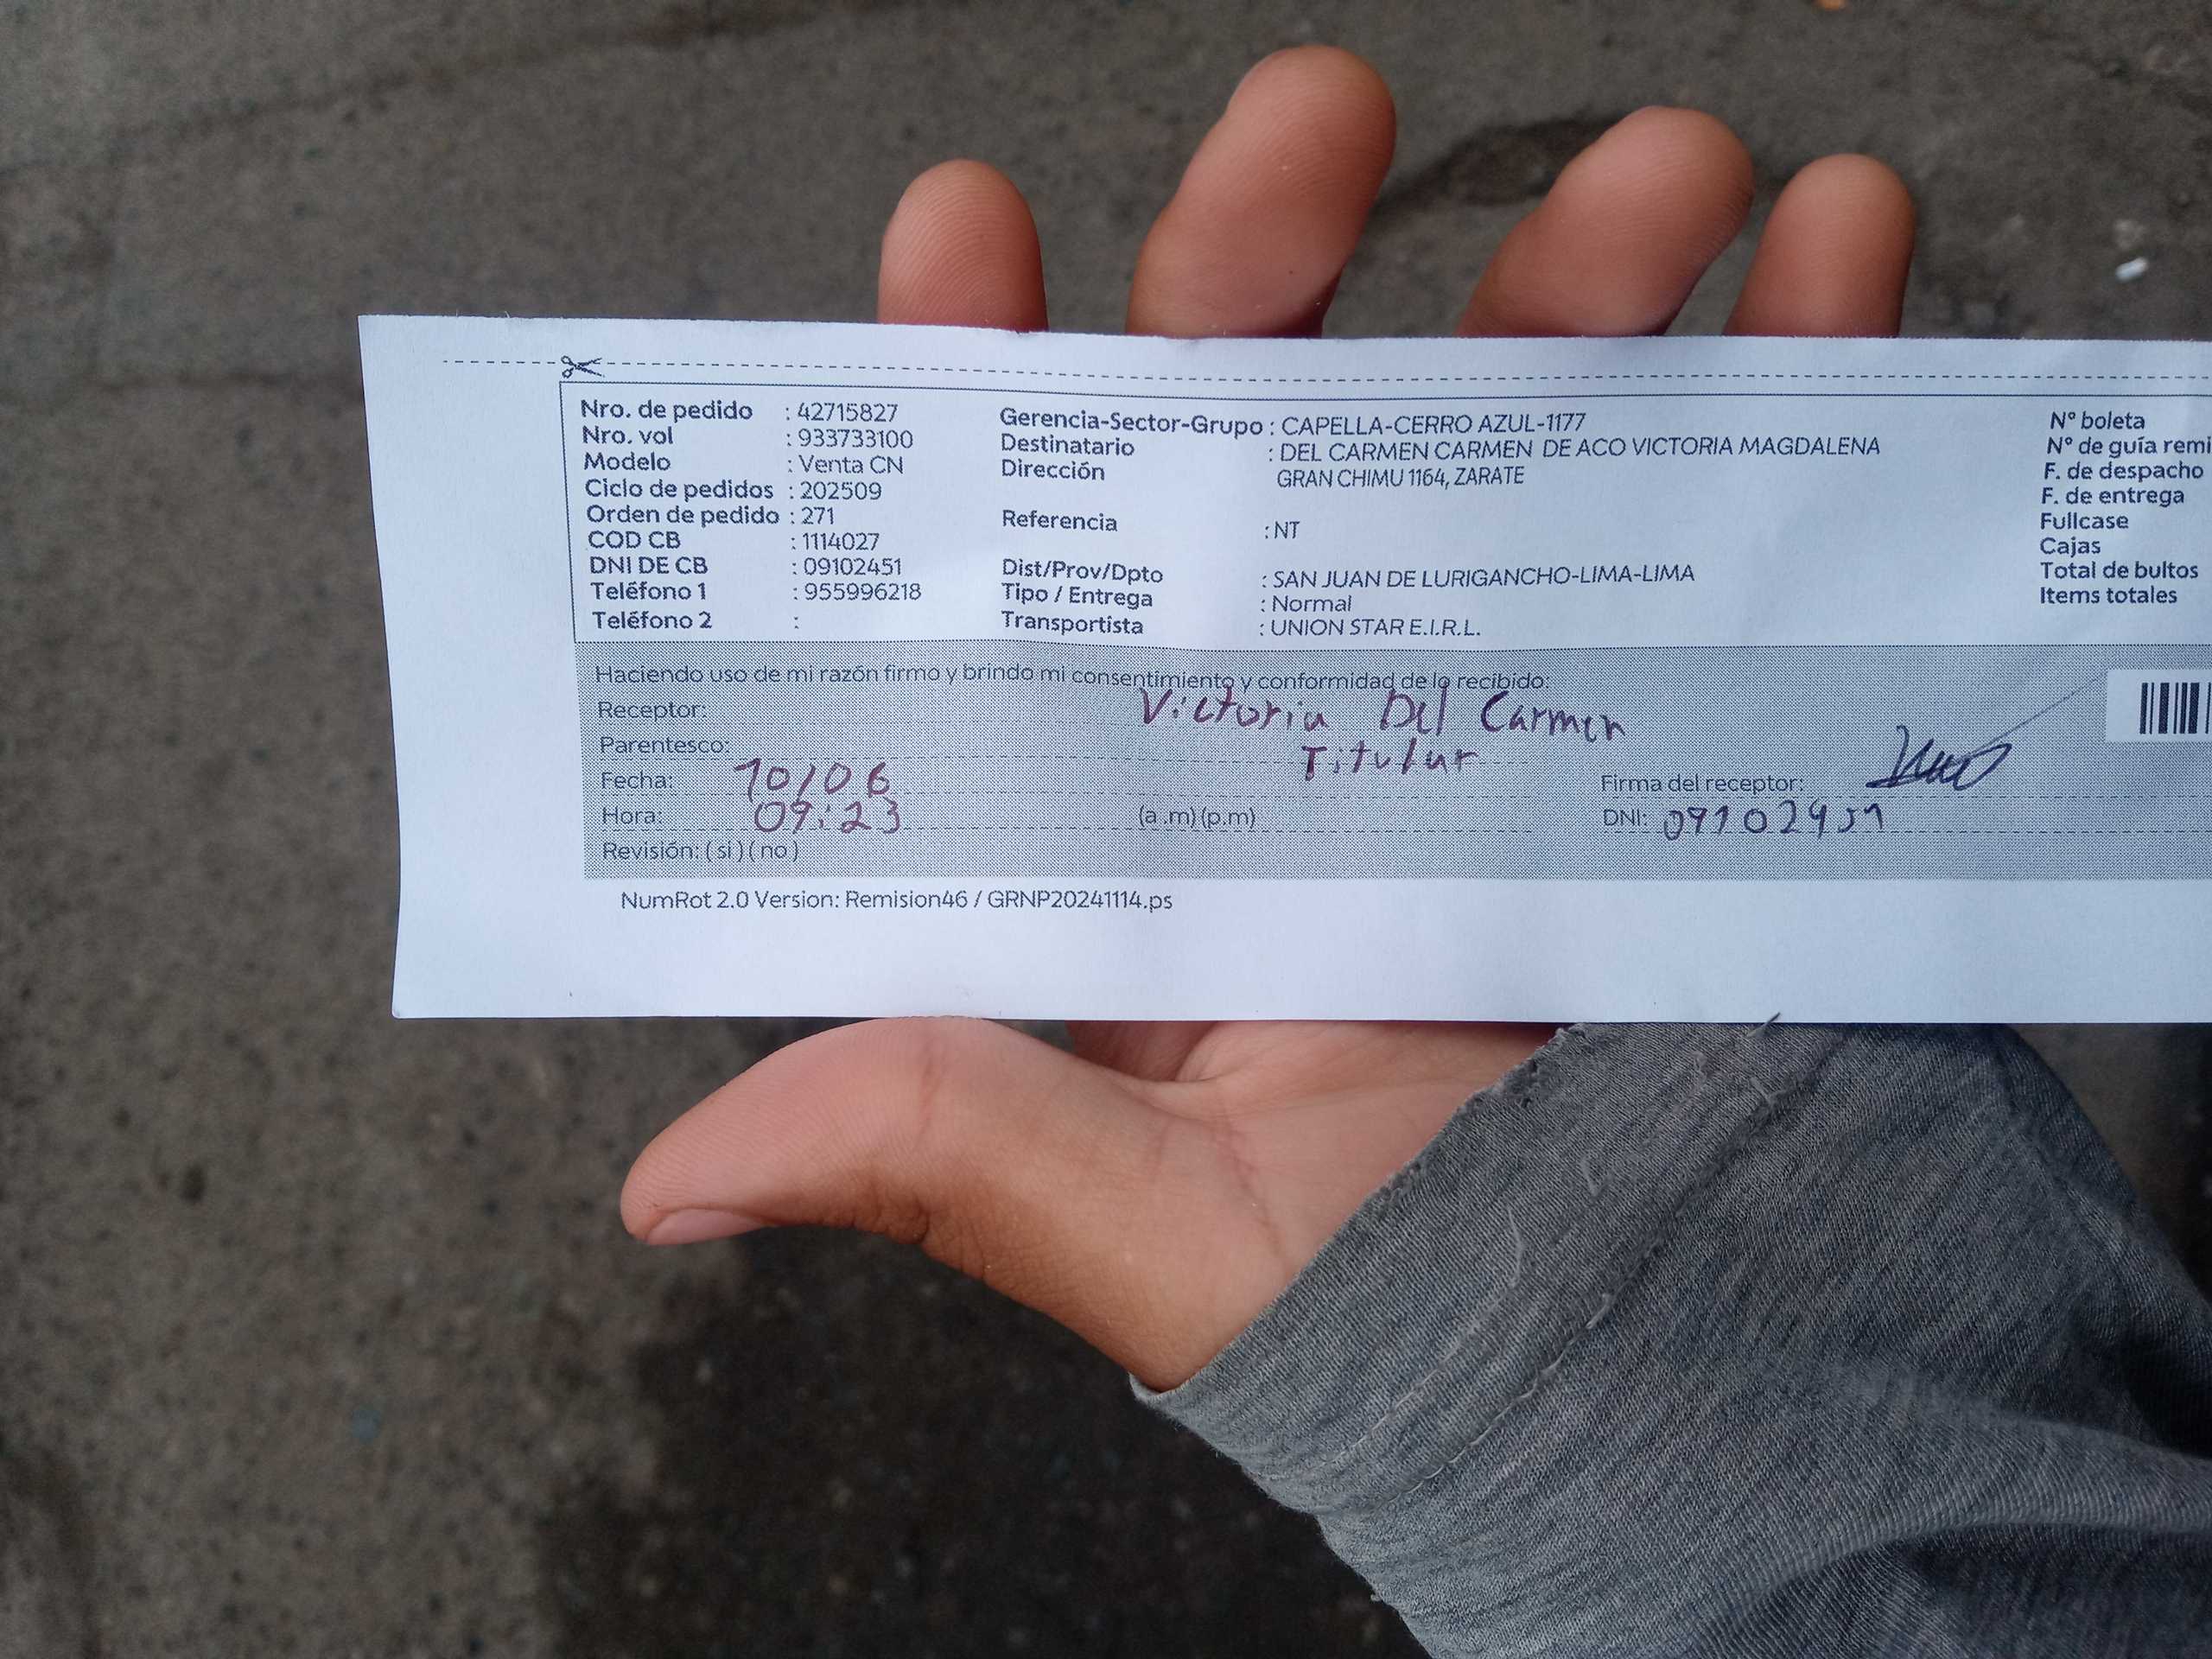 Nro. de pedido : 42715827
Nro. vol : 933733100
Modelo : Venta CN
Ciclo de pedidos : 202509
Orden de pedido : 271
COD CB : 1114027
DNI DE CB : 09102451
Teléfono 1 : 955996218
Teléfono 2 :
Gerencia-Sector-Grupo : CAPELLA-CERRO AZUL-1177
Destinatario : DEL CARMEN CARMEN DE ACO VICTORIA MAGDALENA
Dirección GRAN CHIMU 1164, ZARATE
Referencia : NT
Dist/Prov/Dpto : SAN JUAN DE LURIGANCHO-LIMA-LIMA
Tipo / Entrega : Normal
Transportista : UNION STAR E.I.R.L.
N° boleta
N° de guía remi
F. de despacho
F. de entrega
Fullcase
Cajas
Total de bultos
Items totales
Haciendo uso de mi razón firmo y brindo mi consentimiento y conformidad de lo recibido:
Receptor: Victoria Del Carmen
Parentesco: Titular
Fecha: 10/06
Firma del receptor:
Hora: 09:23 (a.m) (p.m)
DNI: 09102451
Revisión: ( si ) ( no )
NumRot 2.0 Version: Remision46 / GRNP20241114.ps